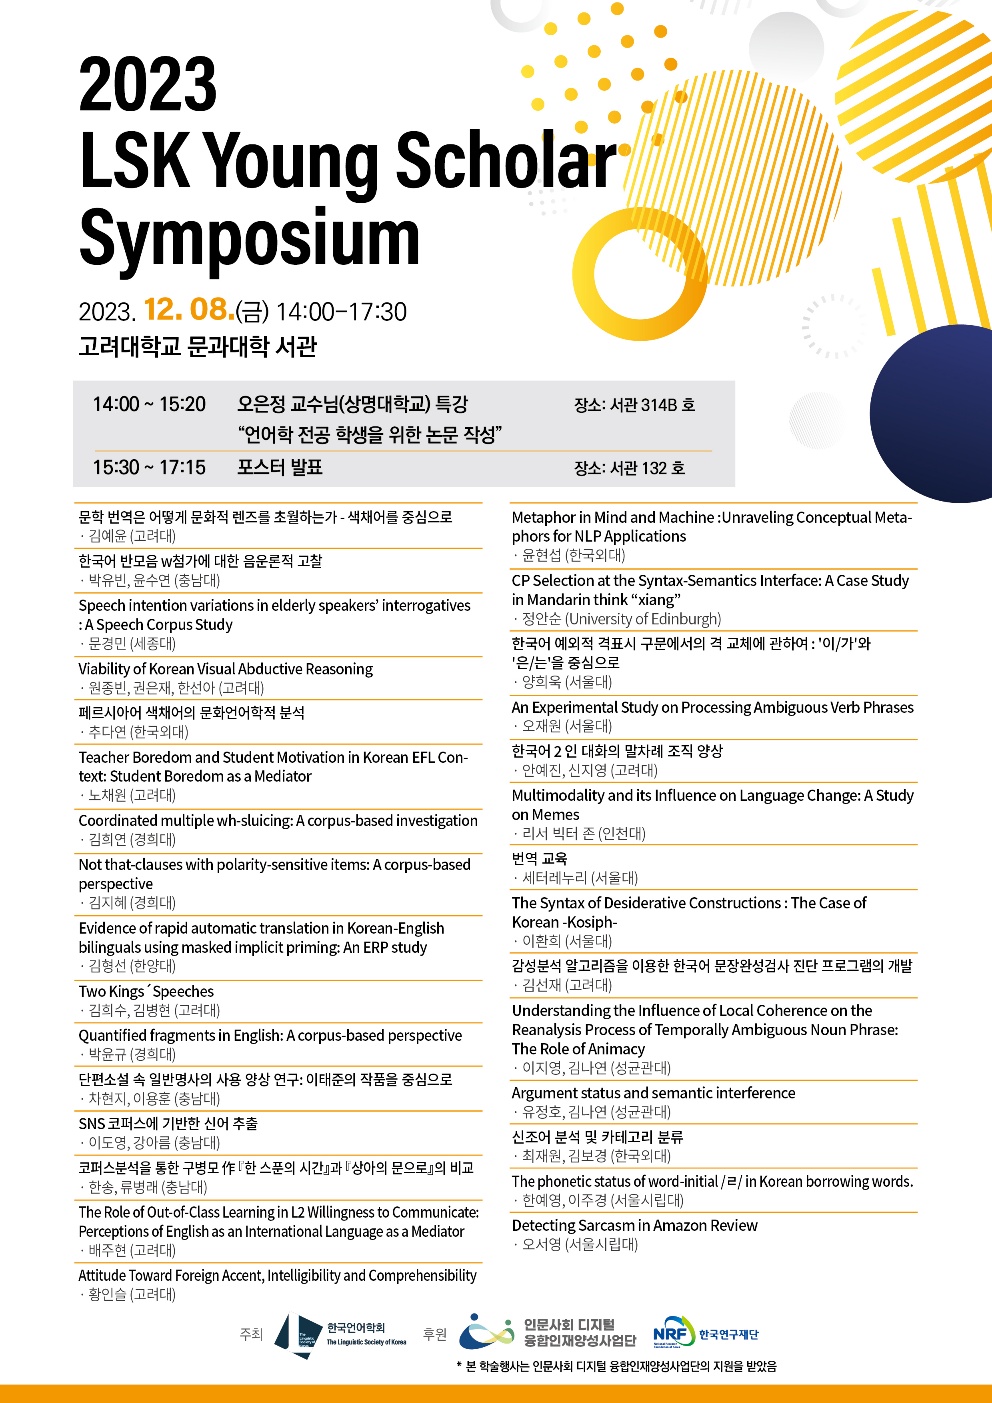 2023
LSK Young Scholar
Symposium
2023. 12. 08.(금) 14:00-17:30
고려대학교 문과대학 서관
14:00 ~ 15:20 오은정 교수님(상명대학교) 특강 장소: 서관 314B 호
“언어학 전공 학생을 위한 논문 작성”
15:30 ~ 17:15 포스터 발표 장소: 서관 132 호
문학 번역은 어떻게 문화적 렌즈를 초월하는가 - 색채어를 중심으로
· 김예윤 (고려대)
한국어 반모음 w첨가에 대한 음운론적 고찰
· 박유빈, 윤수연 (충남대)
Speech intention variations in elderly speakers’ interrogatives
: A Speech Corpus Study
· 문경민 (세종대)
Viability of Korean Visual Abductive Reasoning
· 원종빈, 권은재, 한선아 (고려대)
페르시아어 색채어의 문화언어학적 분석
· 추다연 (한국외대)
Teacher Boredom and Student Motivation in Korean EFL Con-
text: Student Boredom as a Mediator
· 노채원 (고려대)
Coordinated multiple wh-sluicing: A corpus-based investigation
· 김희연 (경희대)
Not that-clauses with polarity-sensitive items: A corpus-based
perspective
· 김지혜 (경희대)
Evidence of rapid automatic translation in Korean-English
bilinguals using masked implicit priming: An ERP study
· 김형선 (한양대)
Two Kings´Speeches
· 김희수, 김병현 (고려대)
Quantified fragments in English: A corpus-based perspective
· 박윤규 (경희대)
단편소설 속 일반명사의 사용 양상 연구: 이태준의 작품을 중심으로
· 차현지, 이용훈 (충남대)
SNS 코퍼스에 기반한 신어 추출
· 이도영, 강아름 (충남대)
코퍼스분석을 통한 구병모 作 『한 스푼의 시간』과 『상아의 문으로』의 비교
· 한송, 류병래 (충남대)
The Role of Out-of-Class Learning in L2 Willingness to Communicate:
Perceptions of English as an International Language as a Mediator
· 배주현 (고려대)
Attitude Toward Foreign Accent, Intelligibility and Comprehensibility
· 황인슬 (고려대)
Metaphor in Mind and Machine :Unraveling Conceptual Meta-
phors for NLP Applications
· 윤현섭 (한국외대)
CP Selection at the Syntax-Semantics Interface: A Case Study
in Mandarin think “xiang”
· 정안순 (University of Edinburgh)
한국어 예외적 격표시 구문에서의 격 교체에 관하여 : '이/가'와
'은/는'을 중심으로
· 양희욱 (서울대)
An Experimental Study on Processing Ambiguous Verb Phrases
· 오재원 (서울대)
한국어 2 인 대화의 말차례 조직 양상
· 안예진, 신지영 (고려대)
Multimodality and its Influence on Language Change: A Study
on Memes
· 리서 빅터 존 (인천대)
번역 교육
· 세터레누리 (서울대)
The Syntax of Desiderative Constructions : The Case of
Korean -Kosiph-
· 이환희 (서울대)
감성분석 알고리즘을 이용한 한국어 문장완성검사 진단 프로그램의 개발
· 김선재 (고려대)
Understanding the Influence of Local Coherence on the
Reanalysis Process of Temporally Ambiguous Noun Phrase:
The Role of Animacy
· 이지영, 김나연 (성균관대)
Argument status and semantic interference
· 유정호, 김나연 (성균관대)
신조어 분석 및 카테고리 분류
· 최재원, 김보경 (한국외대)
The phonetic status of word-initial /ㄹ/ in Korean borrowing words.
· 한예영, 이주경 (서울시립대)
Detecting Sarcasm in Amazon Review
· 오서영 (서울시립대)
주최 한국언어학회 후원 인문사회 디지털
The Linguistic Society of Korea 융합인재양성사업단 NRF 한국연구재단
* 본 학술행사는 인문사회 디지털 융합인재양성사업단의 지원을 받았음